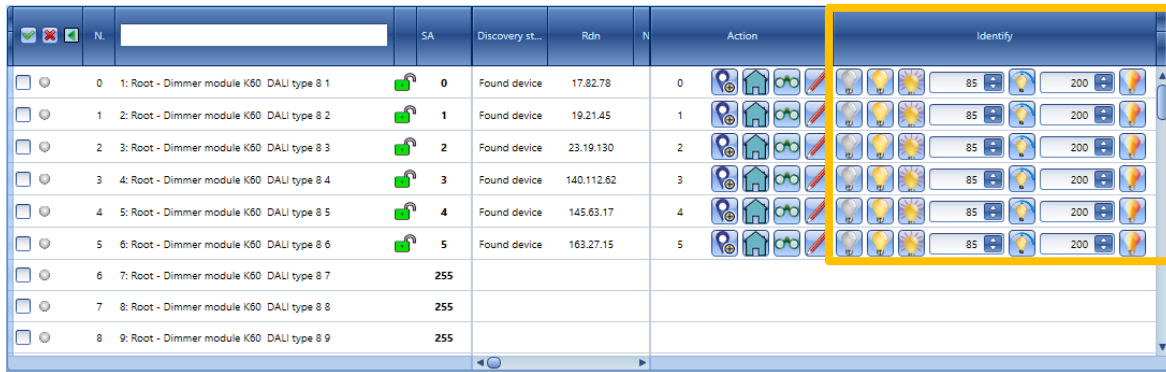 N. SA Discovery st... Rdn N Action Identify
0 1: Root - Dimmer module K60 DALI type 8 1 0 Found device 17.82.78 0 85 200
1 2: Root - Dimmer module K60 DALI type 8 2 1 Found device 19.21.45 1 85 200
2 3: Root - Dimmer module K60 DALI type 8 3 2 Found device 23.19.130 2 85 200
3 4: Root - Dimmer module K60 DALI type 8 4 3 Found device 140.112.62 3 85 200
4 5: Root - Dimmer module K60 DALI type 8 5 4 Found device 145.63.17 4 85 200
5 6: Root - Dimmer module K60 DALI type 8 6 5 Found device 163.27.15 5 85 200
6 7: Root - Dimmer module K60 DALI type 8 7 255
7 8: Root - Dimmer module K60 DALI type 8 8 255
8 9: Root - Dimmer module K60 DALI type 8 9 255